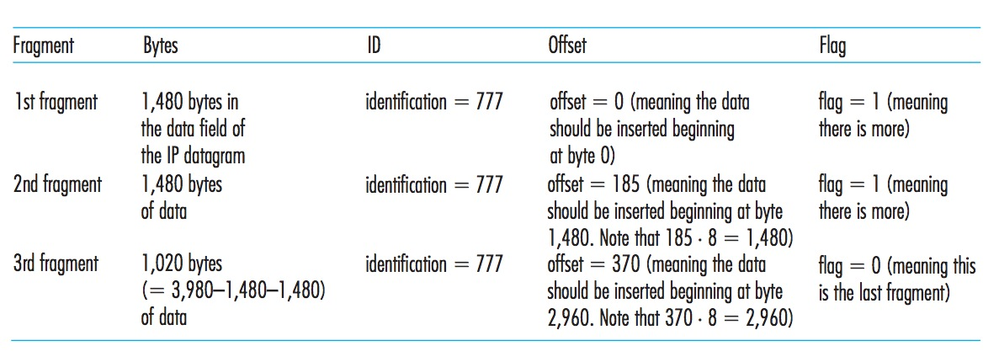 Fragment Bytes ID Offset Flag
1st fragment 1,480 bytes in identification = 777 offset = 0 (meaning the data flag = 1 (meaning
the data field of should be inserted beginning there is more)
the IP datagram at byte 0)
2nd fragment 1,480 bytes identification = 777 offset = 185 (meaning the data flag = 1 (meaning
of data should be inserted beginning at byte there is more)
1,480. Note that 185 · 8 = 1,480)
3rd fragment 1,020 bytes identification = 777 offset = 370 (meaning the data flag = 0 (meaning this
(= 3,980–1,480–1,480) should be inserted beginning at byte is the last fragment)
of data 2,960. Note that 370 · 8 = 2,960)